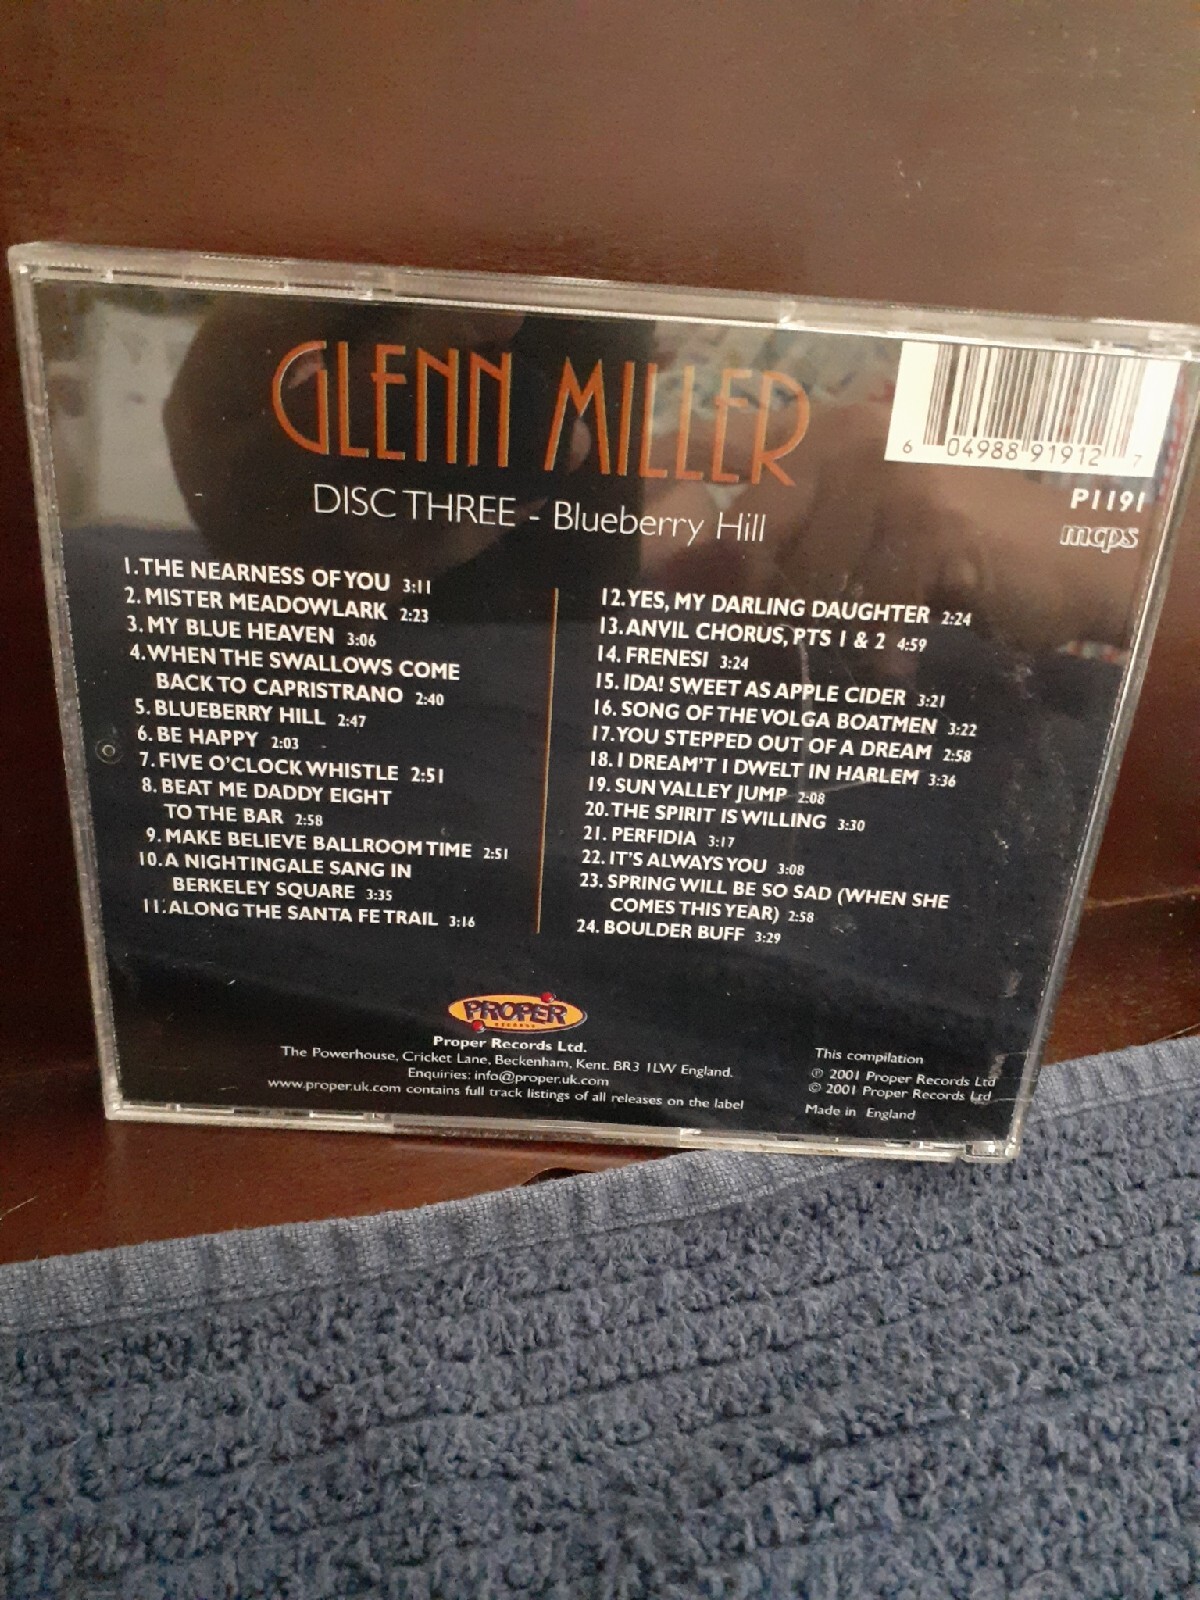 GLENN MILLER
DISC THREE - Blueberry Hill
6 04988 91912 7
P1191
mcps
1. THE NEARNESS OF YOU 3:11
2. MISTER MEADOWLARK 2:23
3. MY BLUE HEAVEN 3:06
4. WHEN THE SWALLOWS COME
BACK TO CAPRISTRANO 2:40
5. BLUEBERRY HILL 2:47
6. BE HAPPY 2:03
7. FIVE O'CLOCK WHISTLE 2:51
8. BEAT ME DADDY EIGHT
TO THE BAR 2:58
9. MAKE BELIEVE BALLROOM TIME 2:51
10. A NIGHTINGALE SANG IN
BERKELEY SQUARE 3:35
11. ALONG THE SANTA FE TRAIL 3:16
12. YES, MY DARLING DAUGHTER 2:24
13. ANVIL CHORUS, PTS 1 & 2 4:59
14. FRENESI 3:24
15. IDA! SWEET AS APPLE CIDER 3:21
16. SONG OF THE VOLGA BOATMEN 3:22
17. YOU STEPPED OUT OF A DREAM 2:58
18. I DREAM'T I DWELT IN HARLEM 3:36
19. SUN VALLEY JUMP 2:08
20. THE SPIRIT IS WILLING 3:30
21. PERFIDIA 3:17
22. IT'S ALWAYS YOU 3:08
23. SPRING WILL BE SO SAD (WHEN SHE
COMES THIS YEAR) 2:58
24. BOULDER BUFF 3:29
PROPER
RECORDS
Proper Records Ltd.
The Powerhouse, Cricket Lane, Beckenham, Kent. BR3 1LW England.
Enquiries: info@proper.uk.com
www.proper.uk.com contains full track listings of all releases on the label
This compilation
℗ 2001 Proper Records Ltd
© 2001 Proper Records Ltd
Made in England